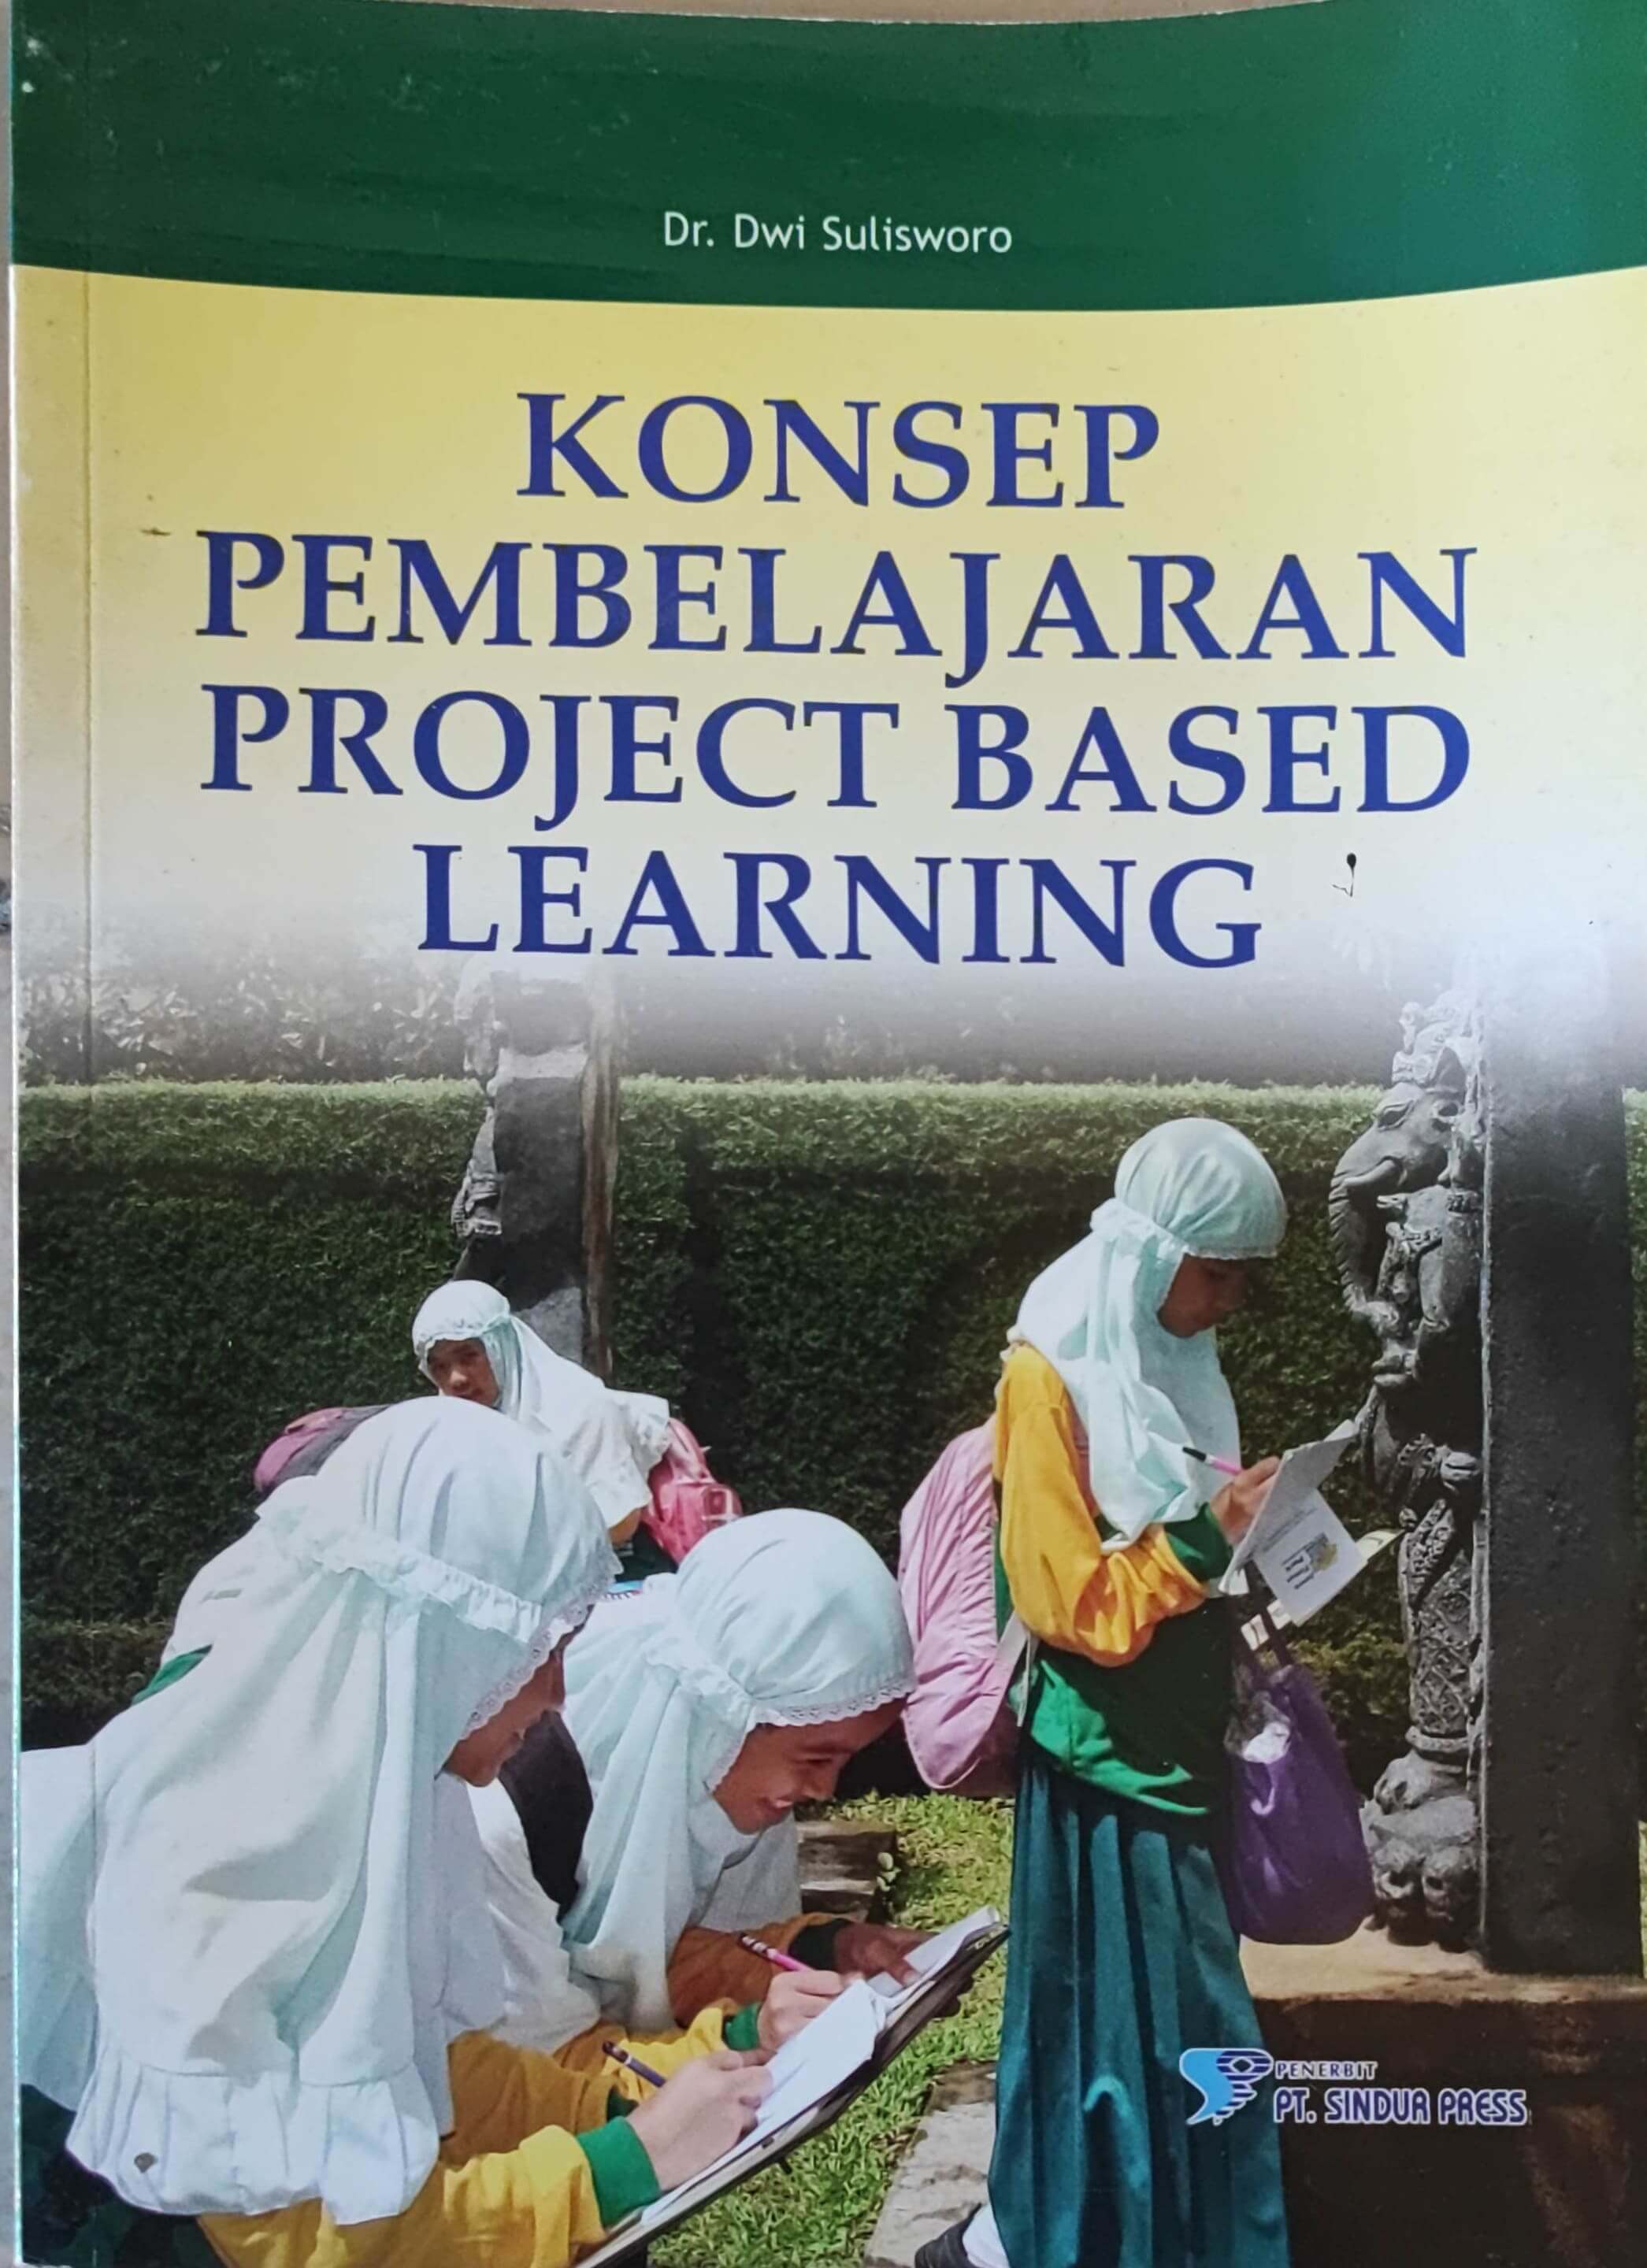 Dr. Dwi Sulisworo
KONSEP
PEMBELAJARAN
PROJECT BASED
LEARNING
PENERBIT
PT. SINDUR PRESS